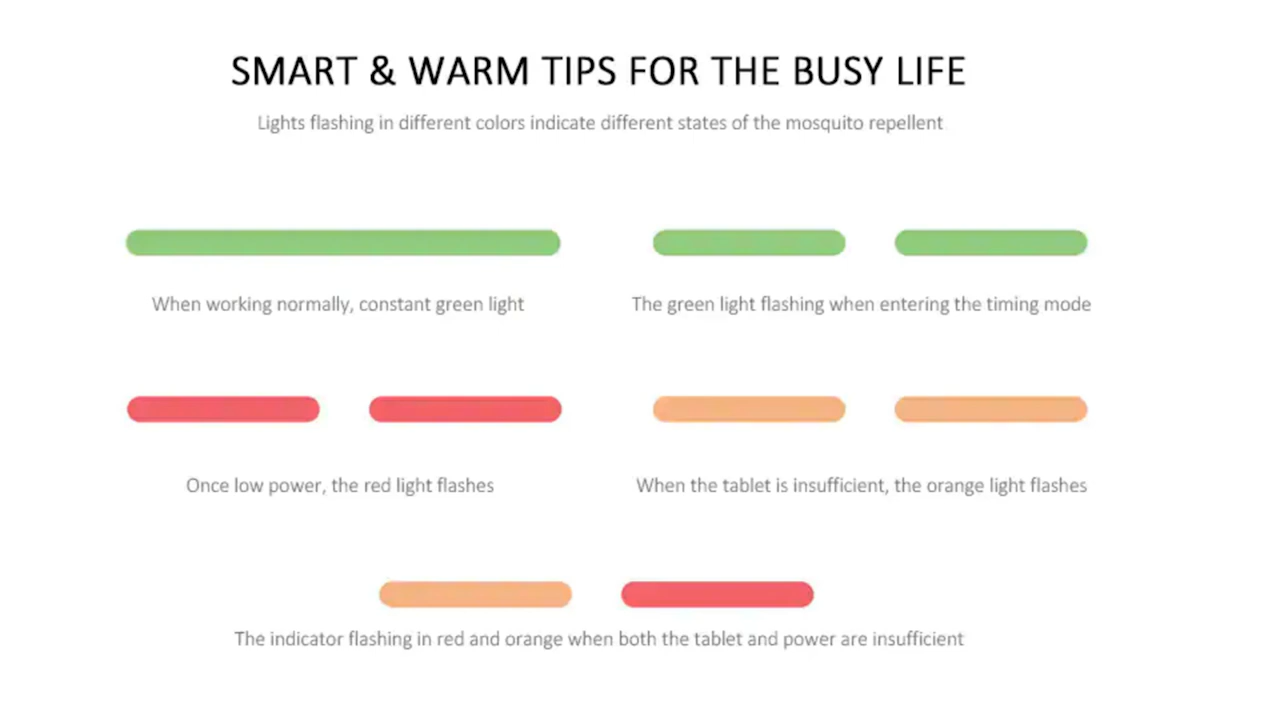 SMART & WARM TIPS FOR THE BUSY LIFE
Lights flashing in different colors indicate different states of the mosquito repellent
When working normally, constant green light
The green light flashing when entering the timing mode
Once low power, the red light flashes
When the tablet is insufficient, the orange light flashes
The indicator flashing in red and orange when both the tablet and power are insufficient